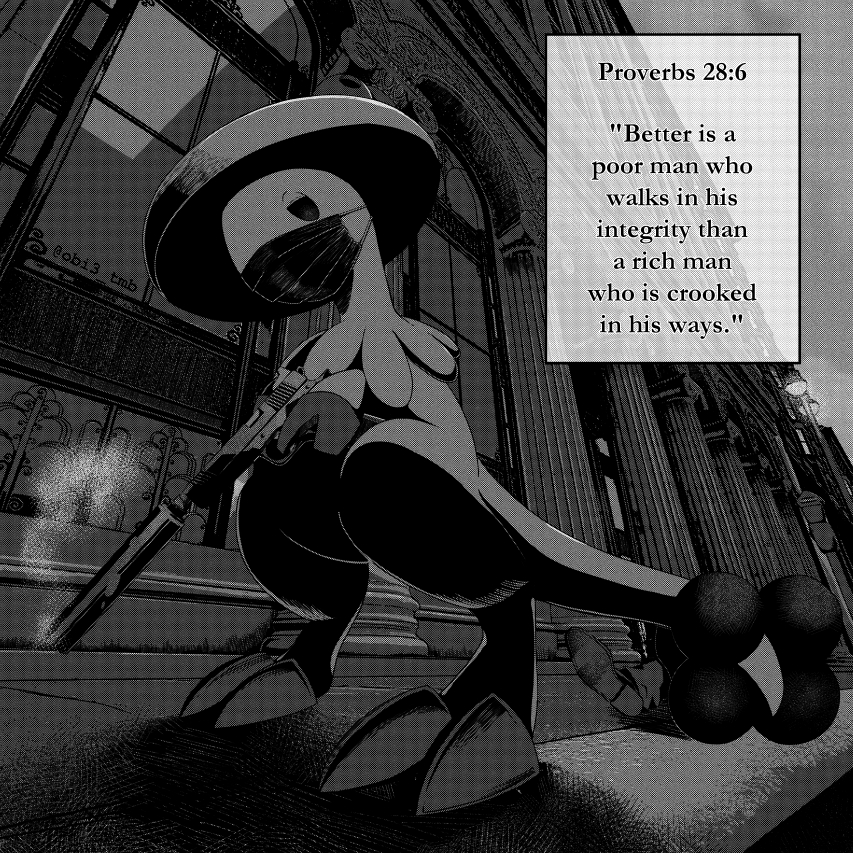 Proverbs 28:6
"Better is a
poor man who
walks in his
integrity than
a rich man
who is crooked
in his ways."
@obi3_tmb